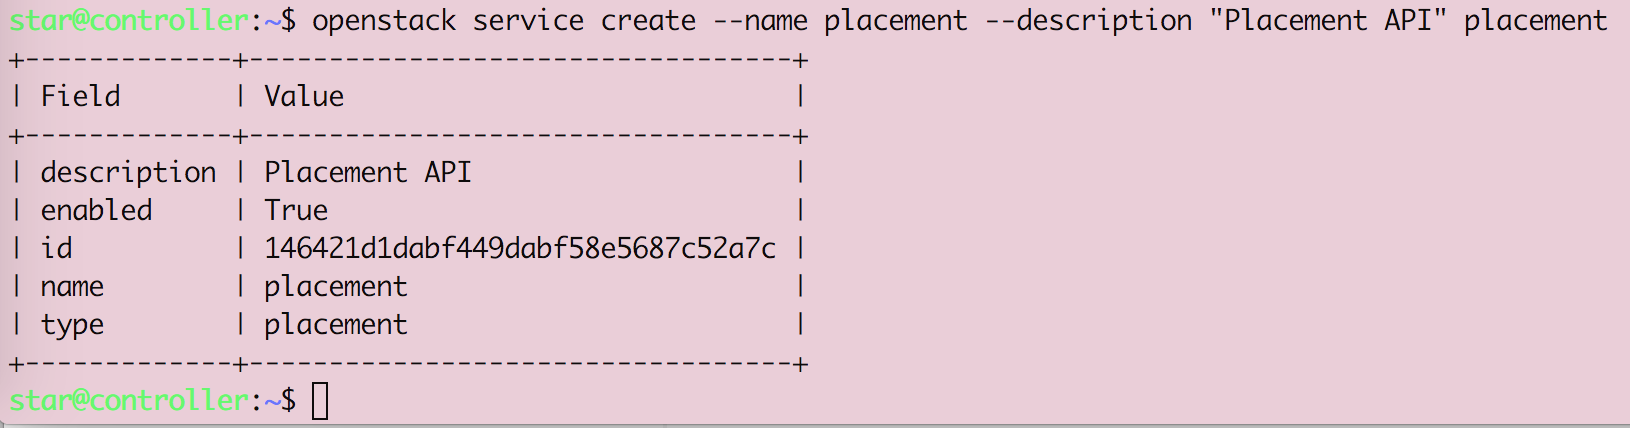 star@controller:~$ openstack service create --name placement --description "Placement API" placement
+-------------+----------------------------------+
| Field       | Value                            |
+-------------+----------------------------------+
| description | Placement API                    |
| enabled     | True                             |
| id          | 146421d1dabf449dabf58e5687c52a7c |
| name        | placement                        |
| type        | placement                        |
+-------------+----------------------------------+
star@controller:~$